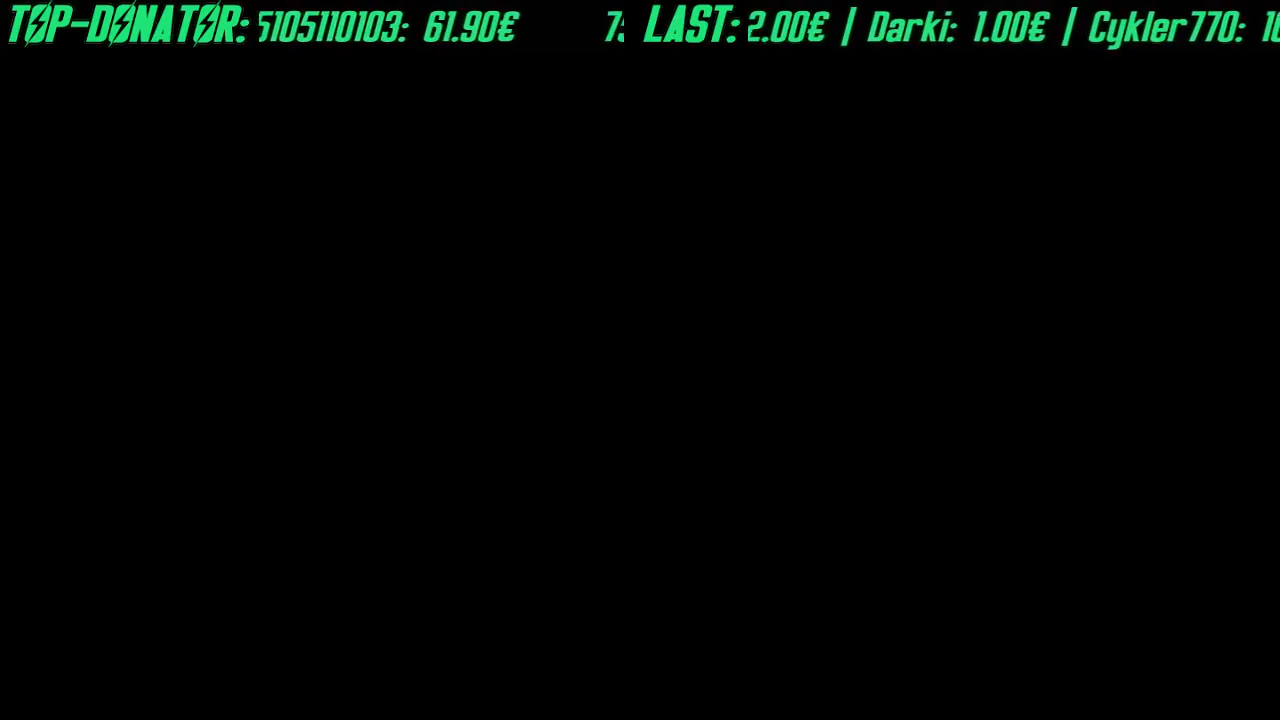 TOP-DONATOR: 5105110103: 61.90€ LAST: 2.00€ | Darki: 1.00€ | Cykler770: